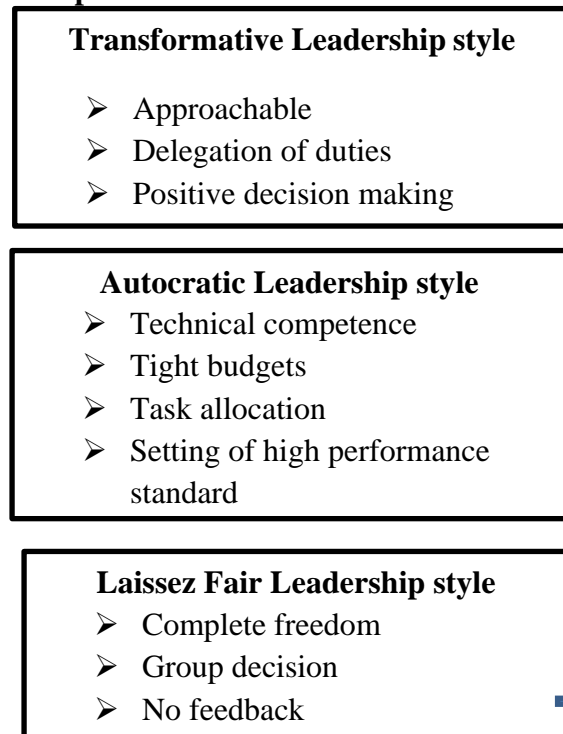 Transformative Leadership style
➢ Approachable
➢ Delegation of duties
➢ Positive decision making
Autocratic Leadership style
➢ Technical competence
➢ Tight budgets
➢ Task allocation
➢ Setting of high performance
standard
Laissez Fair Leadership style
➢ Complete freedom
➢ Group decision
➢ No feedback